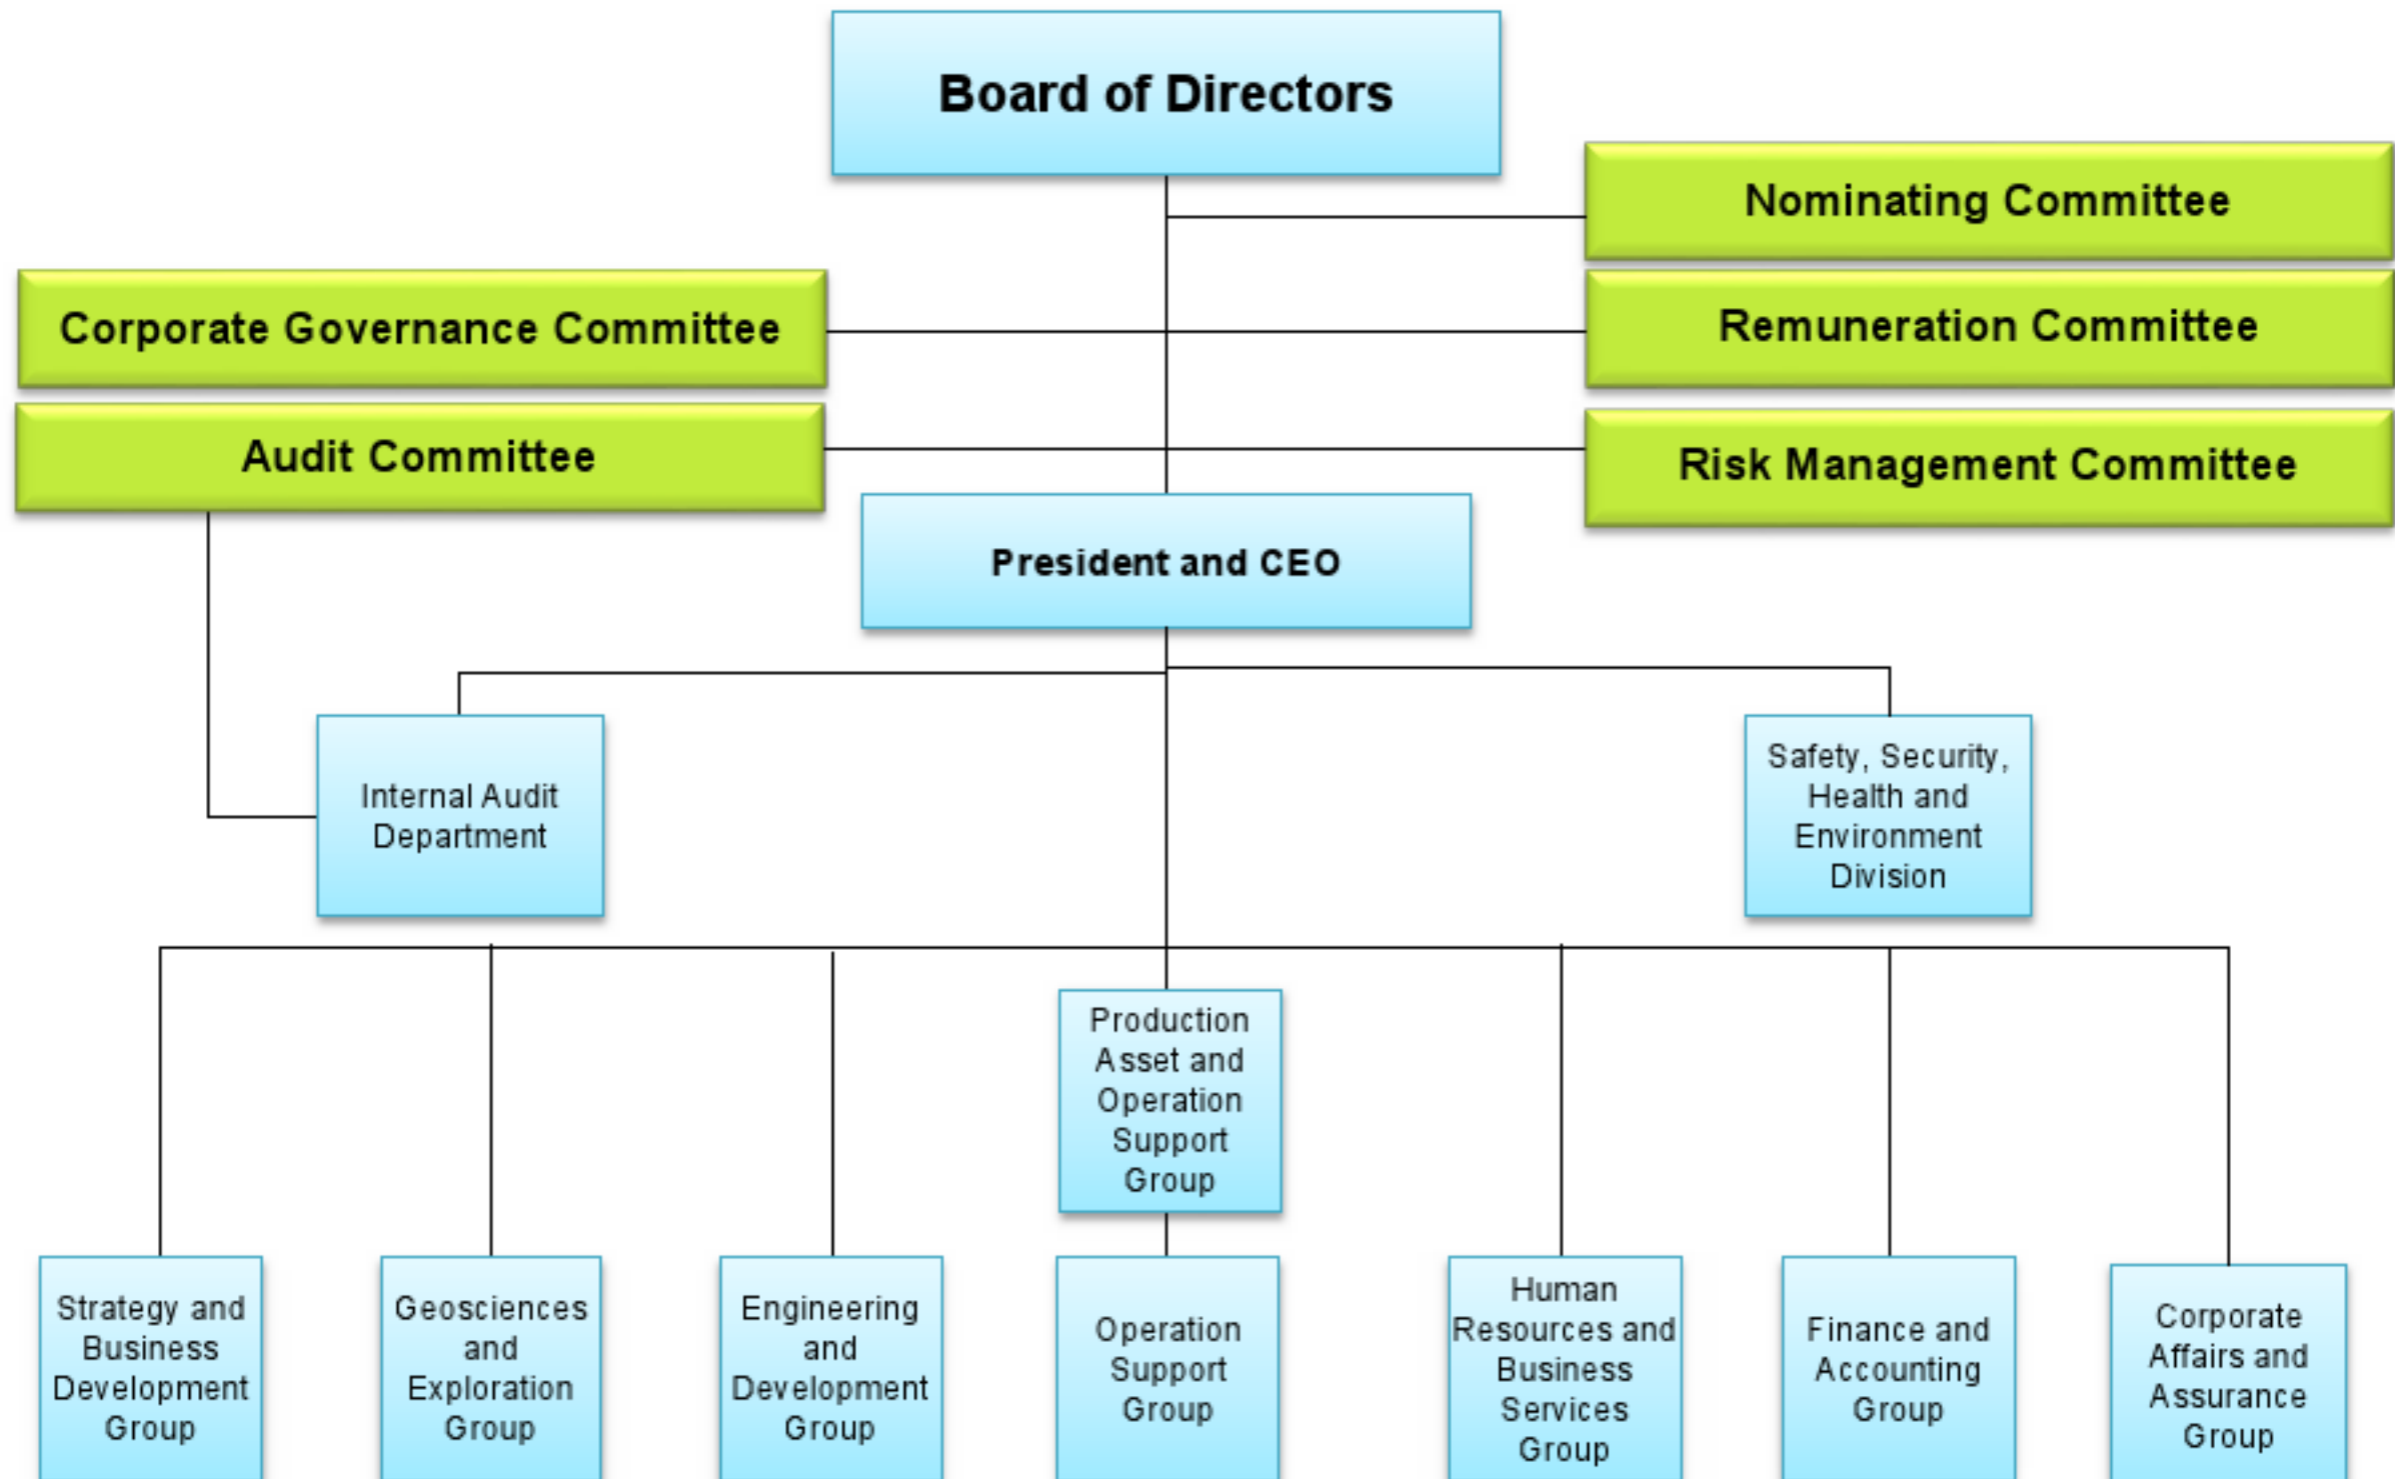 Board of Directors
Nominating Committee
Corporate Governance Committee
Remuneration Committee
Audit Committee
Risk Management Committee
President and CEO
Internal Audit
Department
Safety, Security,
Health and
Environment
Division
Production
Asset and
Operation
Support
Group
Strategy and
Business
Development
Group
Geosciences
and
Exploration
Group
Engineering
and
Development
Group
Operation
Support
Group
Human
Resources and
Business
Services
Group
Finance and
Accounting
Group
Corporate
Affairs and
Assurance
Group